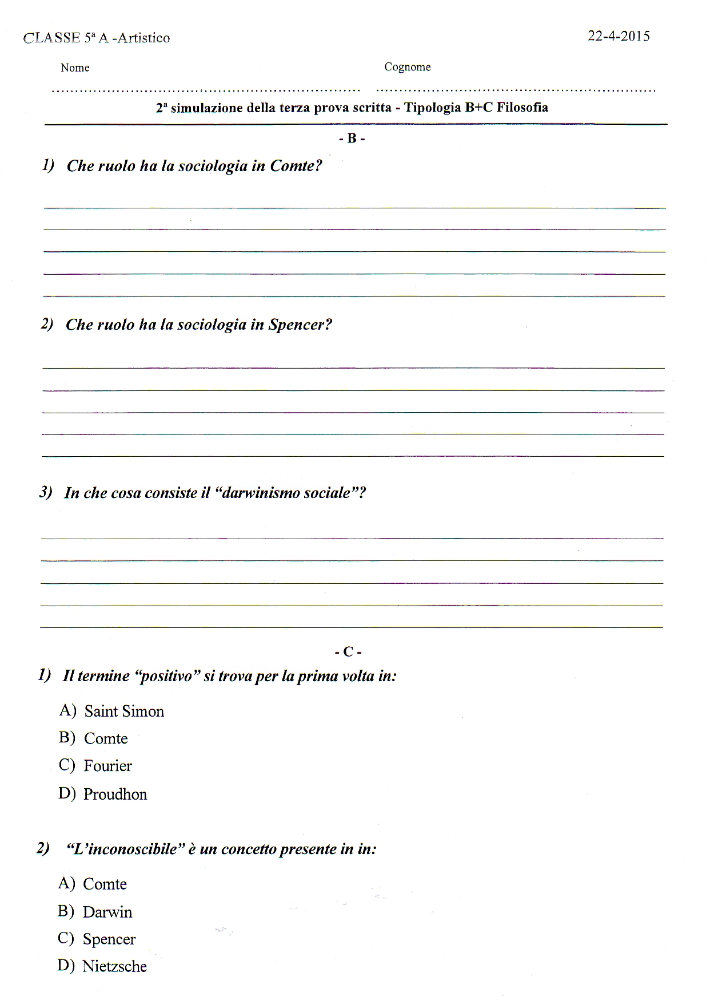 CLASSE 5ª A -Artistico 22-4-2015
Nome Cognome
2ª simulazione della terza prova scritta - Tipologia B+C Filosofia
- B -
1) Che ruolo ha la sociologia in Comte?
2) Che ruolo ha la sociologia in Spencer?
3) In che cosa consiste il “darwinismo sociale”?
- C -
1) Il termine “positivo” si trova per la prima volta in:
A) Saint Simon
B) Comte
C) Fourier
D) Proudhon
2) “L’inconoscibile” è un concetto presente in in:
A) Comte
B) Darwin
C) Spencer
D) Nietzsche